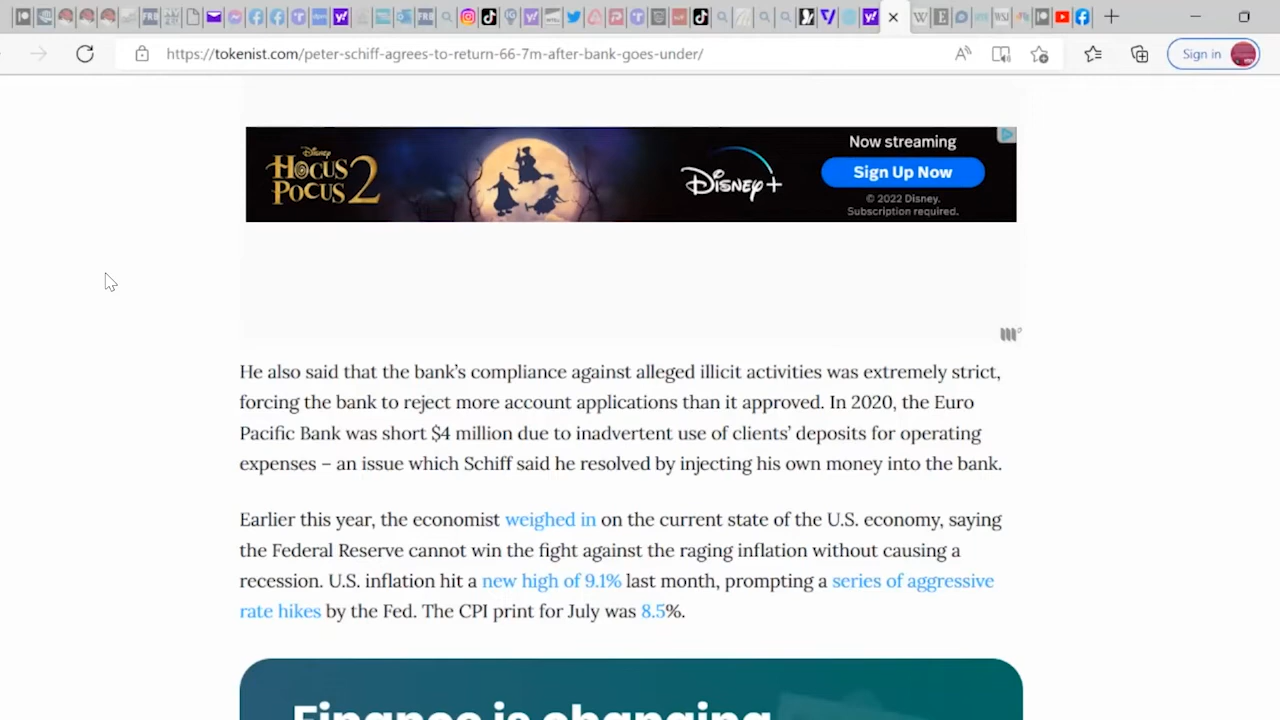 https://tokenist.com/peter-schiff-agrees-to-return-66-7m-after-bank-goes-under/
Sign in
Disney
HOCUS
POCUS 2
Disney+
Now streaming
Sign Up Now
© 2022 Disney.
Subscription required.
He also said that the bank’s compliance against alleged illicit activities was extremely strict,
forcing the bank to reject more account applications than it approved. In 2020, the Euro
Pacific Bank was short $4 million due to inadvertent use of clients’ deposits for operating
expenses – an issue which Schiff said he resolved by injecting his own money into the bank.
Earlier this year, the economist weighed in on the current state of the U.S. economy, saying
the Federal Reserve cannot win the fight against the raging inflation without causing a
recession. U.S. inflation hit a new high of 9.1% last month, prompting a series of aggressive
rate hikes by the Fed. The CPI print for July was 8.5%.
Finance is changing